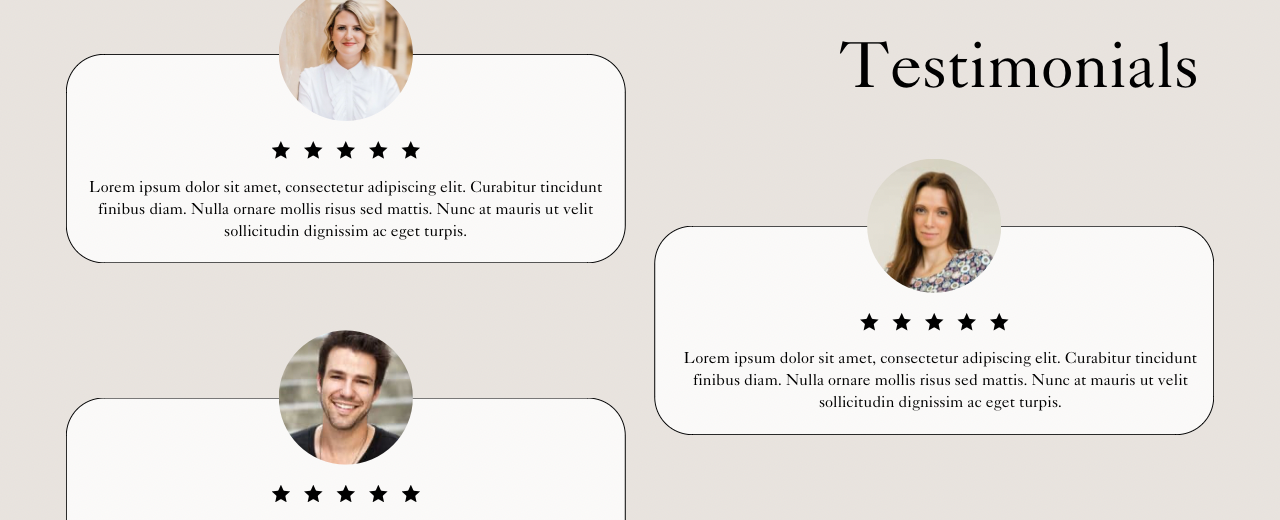 Testimonials
Lorem ipsum dolor sit amet, consectetur adipiscing elit. Curabitur tincidunt
finibus diam. Nulla ornare mollis risus sed mattis. Nunc at mauris ut velit
sollicitudin dignissim ac eget turpis.
Lorem ipsum dolor sit amet, consectetur adipiscing elit. Curabitur tincidunt
finibus diam. Nulla ornare mollis risus sed mattis. Nunc at mauris ut velit
sollicitudin dignissim ac eget turpis.